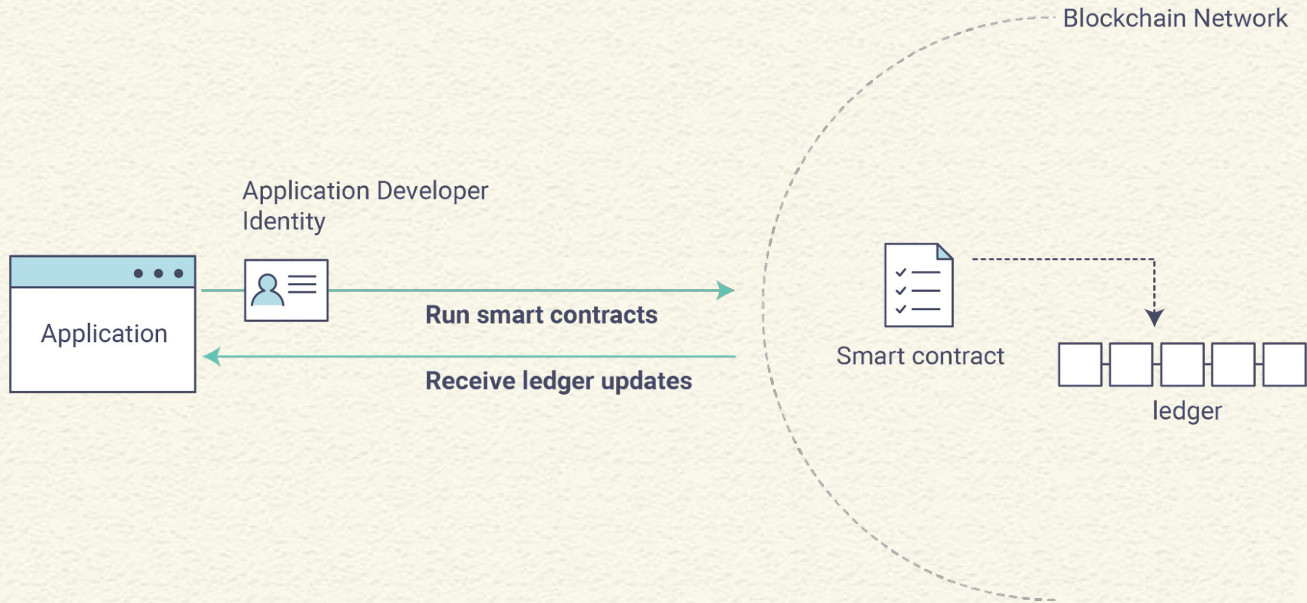 Blockchain Network
Application Developer
Identity
Application
Run smart contracts
Receive ledger updates
Smart contract
ledger